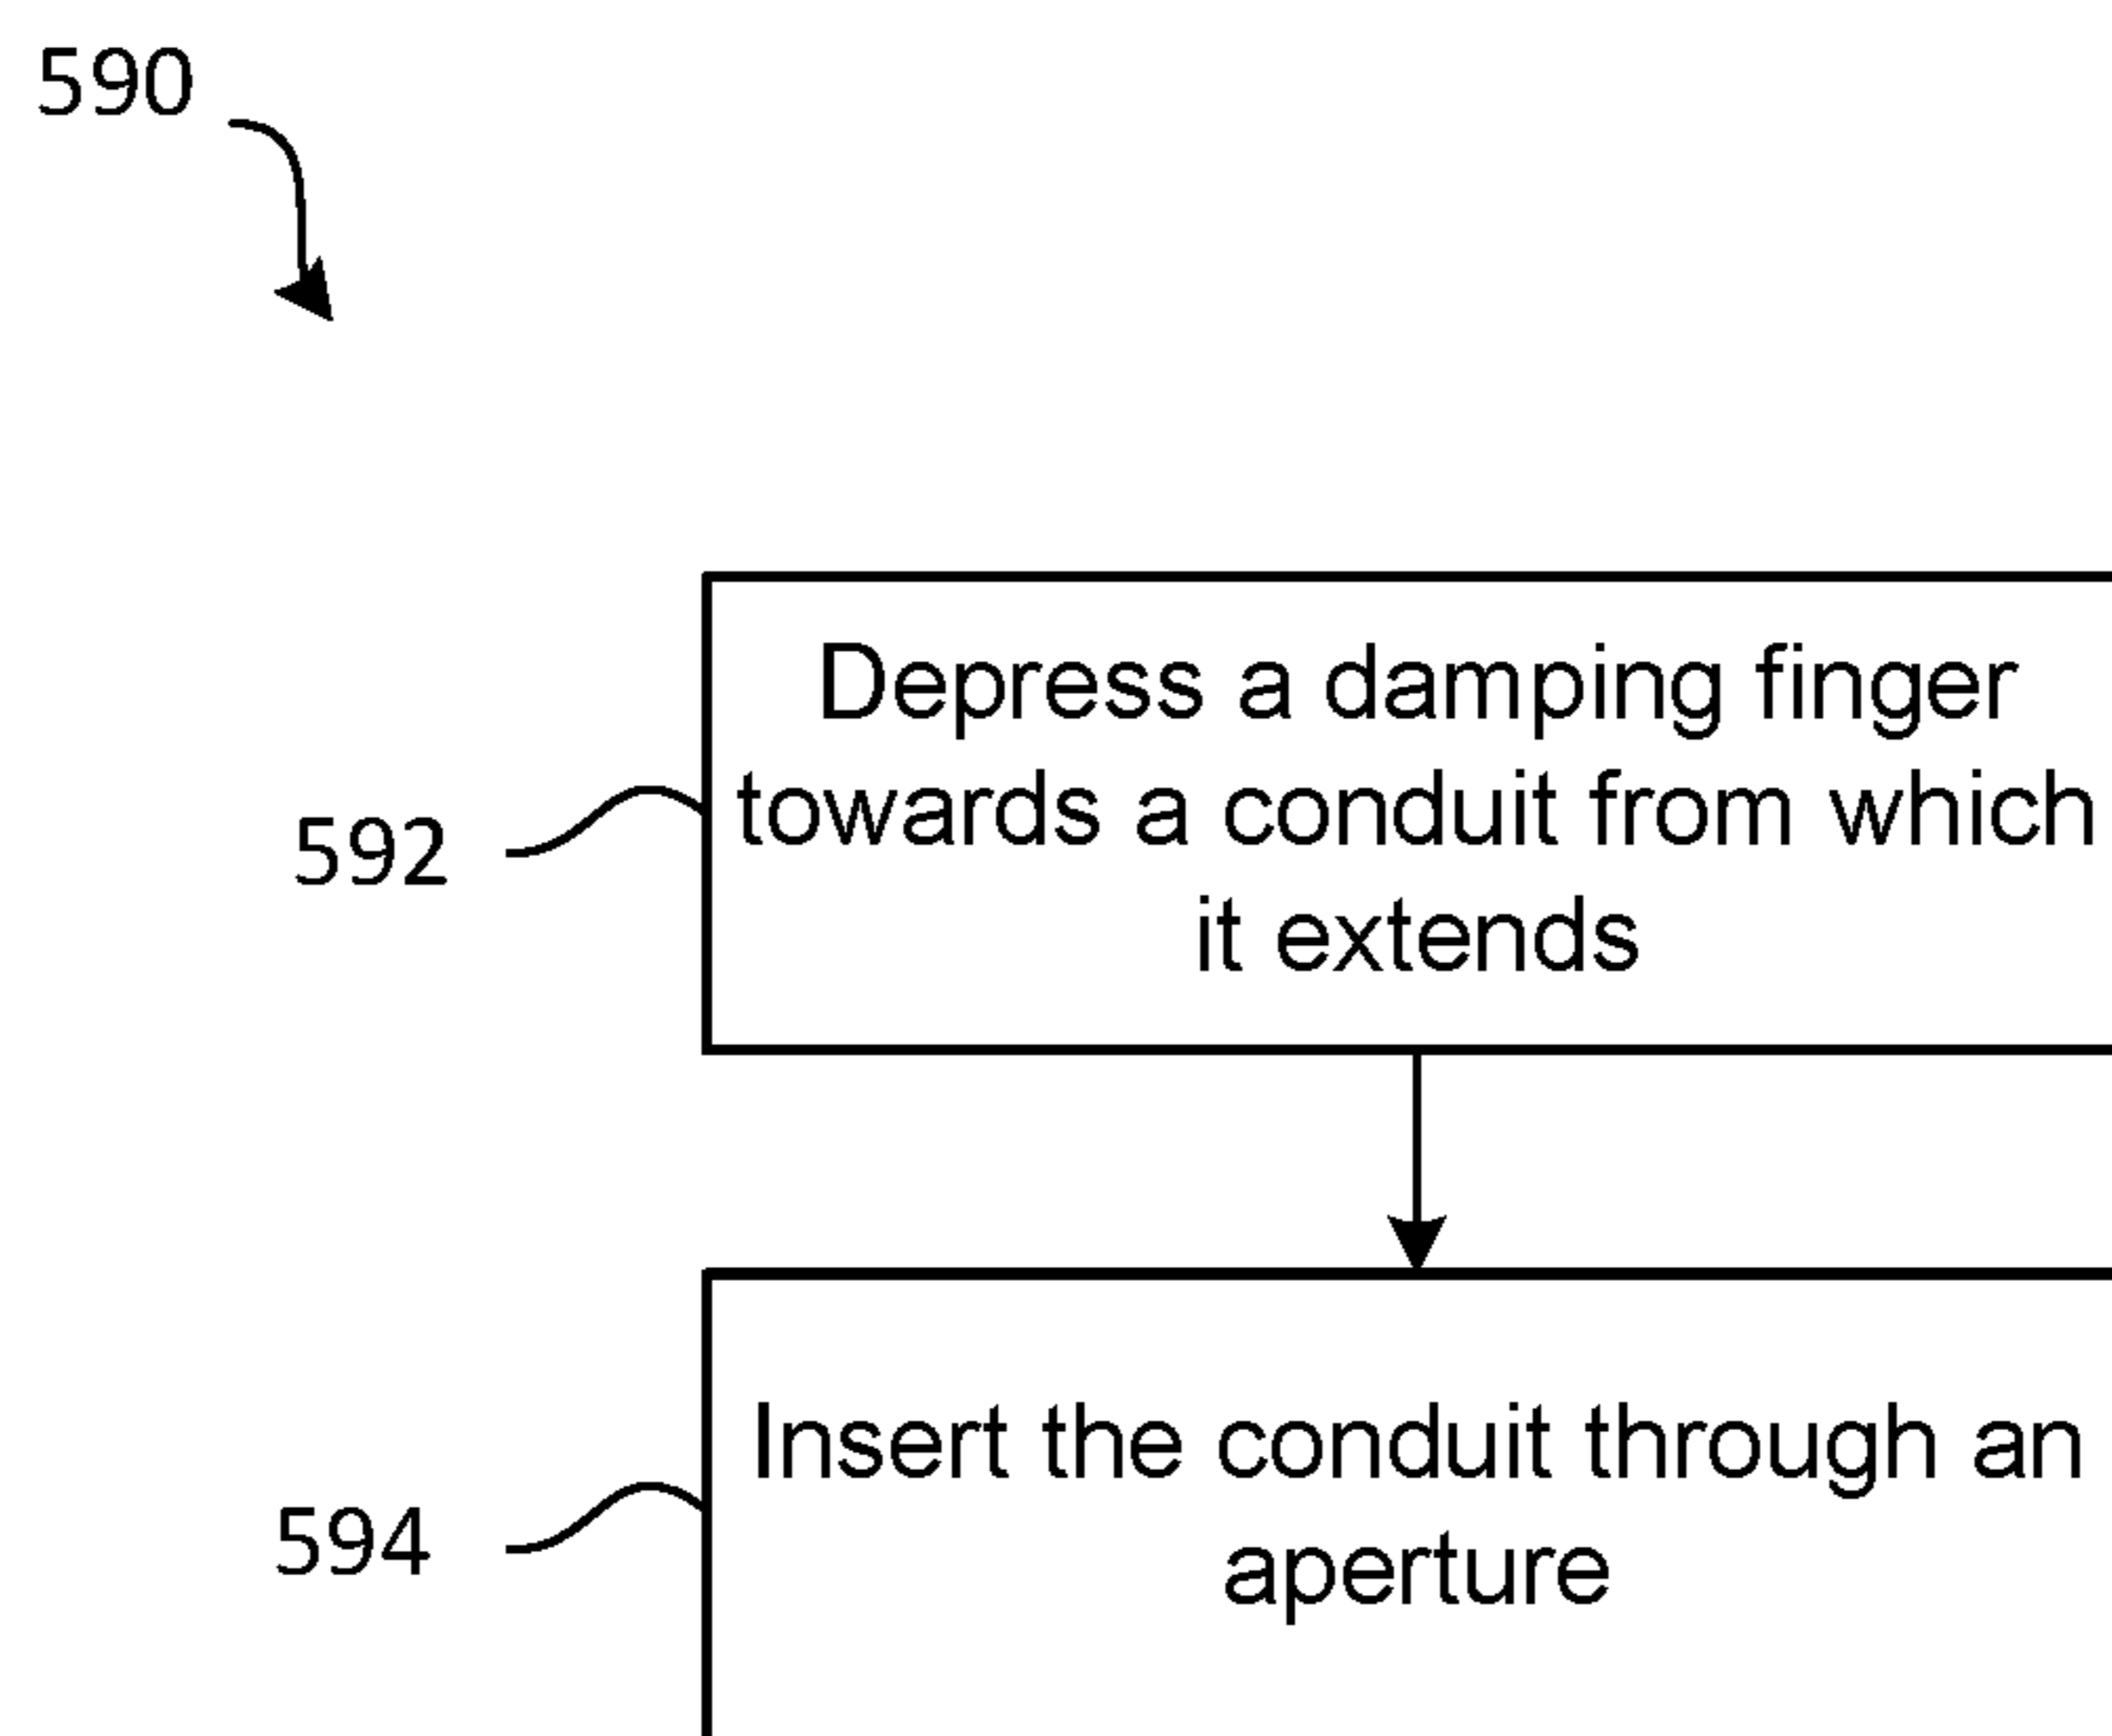 590
Depress a damping finger
towards a conduit from which
it extends
592
Insert the conduit through an
aperture
594